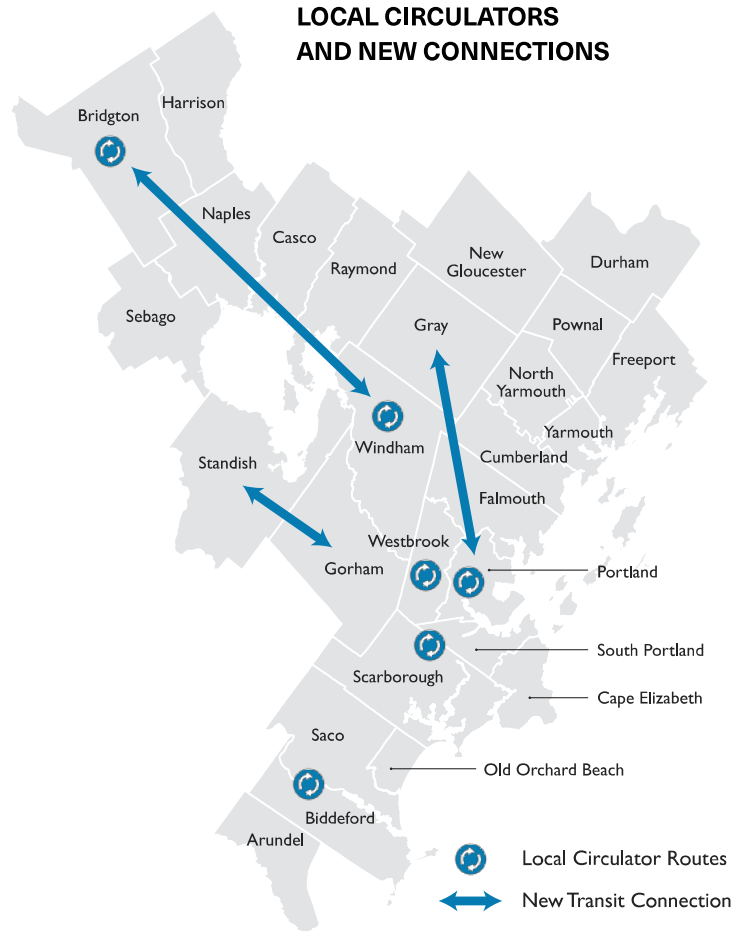 LOCAL CIRCULATORS
AND NEW CONNECTIONS
Harrison
Bridgton
Naples
Casco
Raymond
New
Gloucester
Durham
Sebago
Gray
Pownal
Freeport
North
Yarmouth
Yarmouth
Windham
Cumberland
Standish
Falmouth
Westbrook
Gorham
Portland
South Portland
Scarborough
Cape Elizabeth
Saco
Old Orchard Beach
Biddeford
Arundel
Local Circulator Routes
New Transit Connection